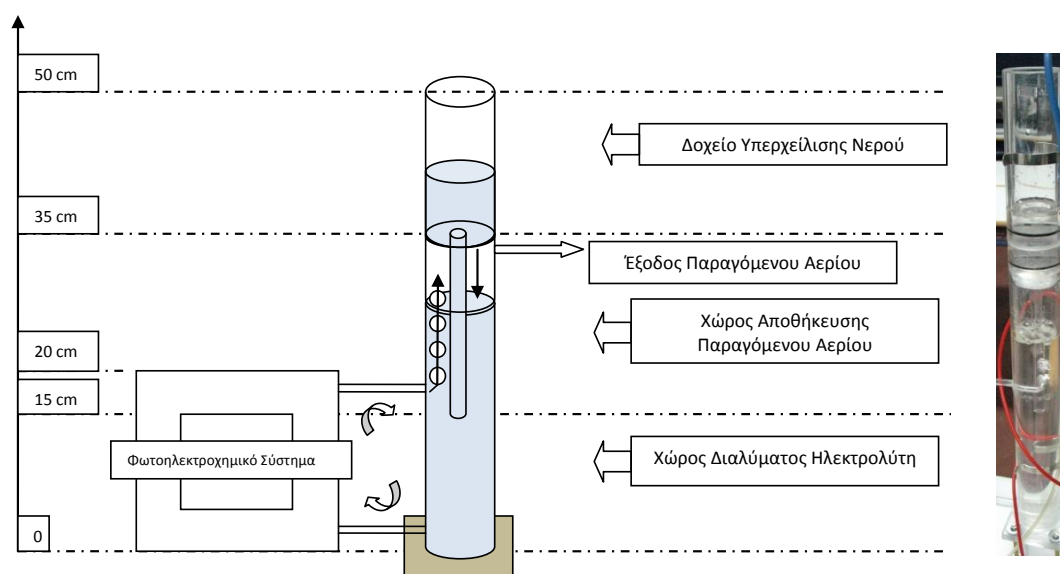 50 cm
Δοχείο Υπερχείλισης Νερού
35 cm
Έξοδος Παραγόμενου Αερίου
Χώρος Αποθήκευσης
Παραγόμενου Αερίου
20 cm
15 cm
Φωτοηλεκτροχημικό Σύστημα
Χώρος Διαλύματος Ηλεκτρολύτη
0